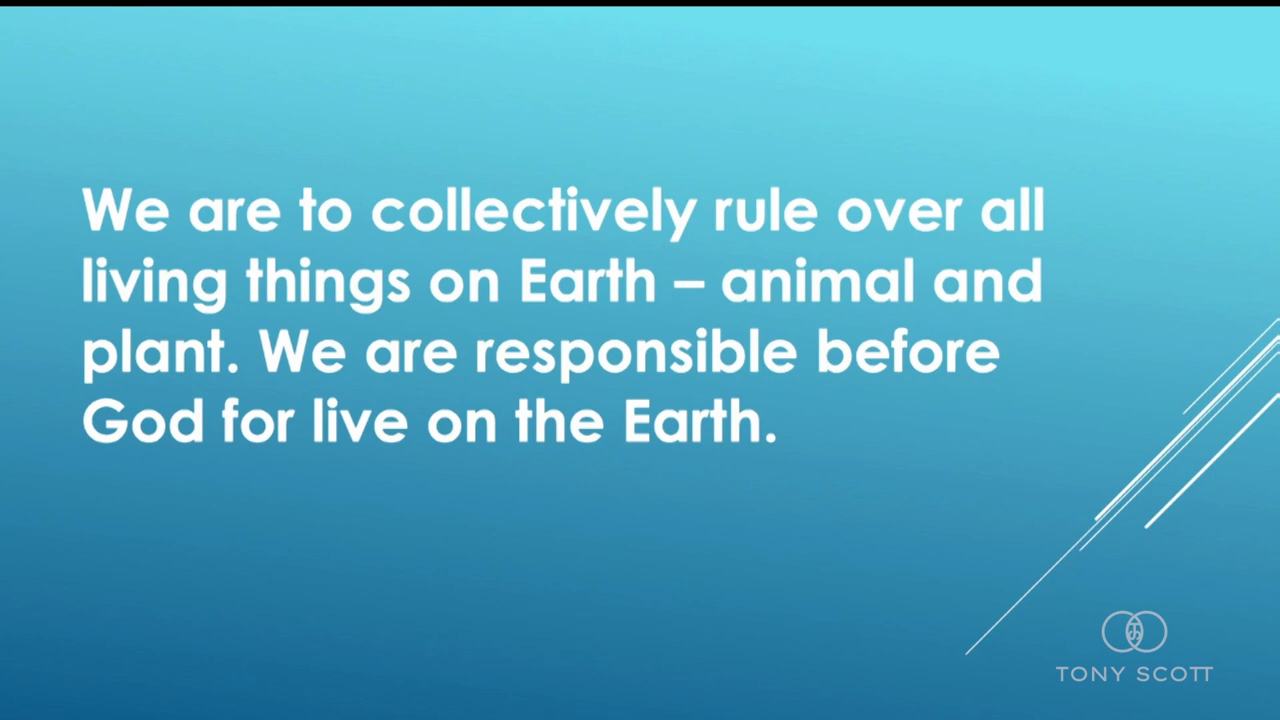 We are to collectively rule over all
living things on Earth – animal and
plant. We are responsible before
God for live on the Earth.
TONY SCOTT